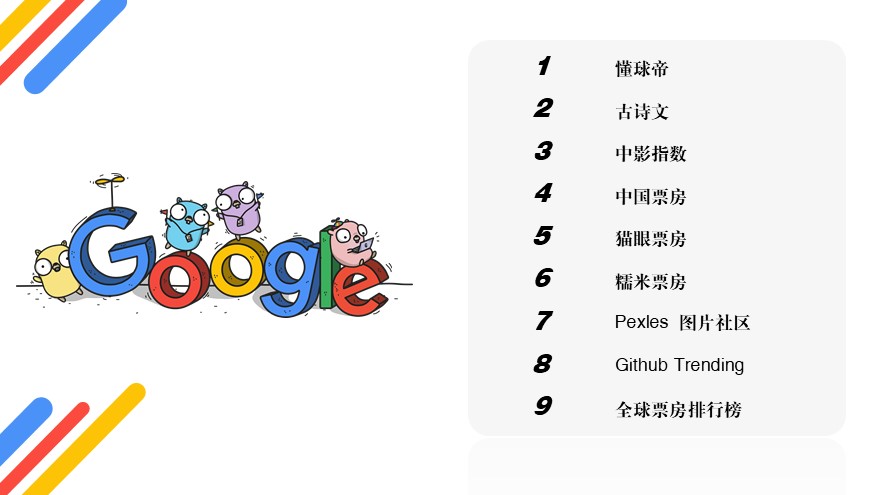 Google
1 懂球帝
2 古诗文
3 中影指数
4 中国票房
5 猫眼票房
6 糯米票房
7 Pexles 图片社区
8 Github Trending
9 全球票房排行榜